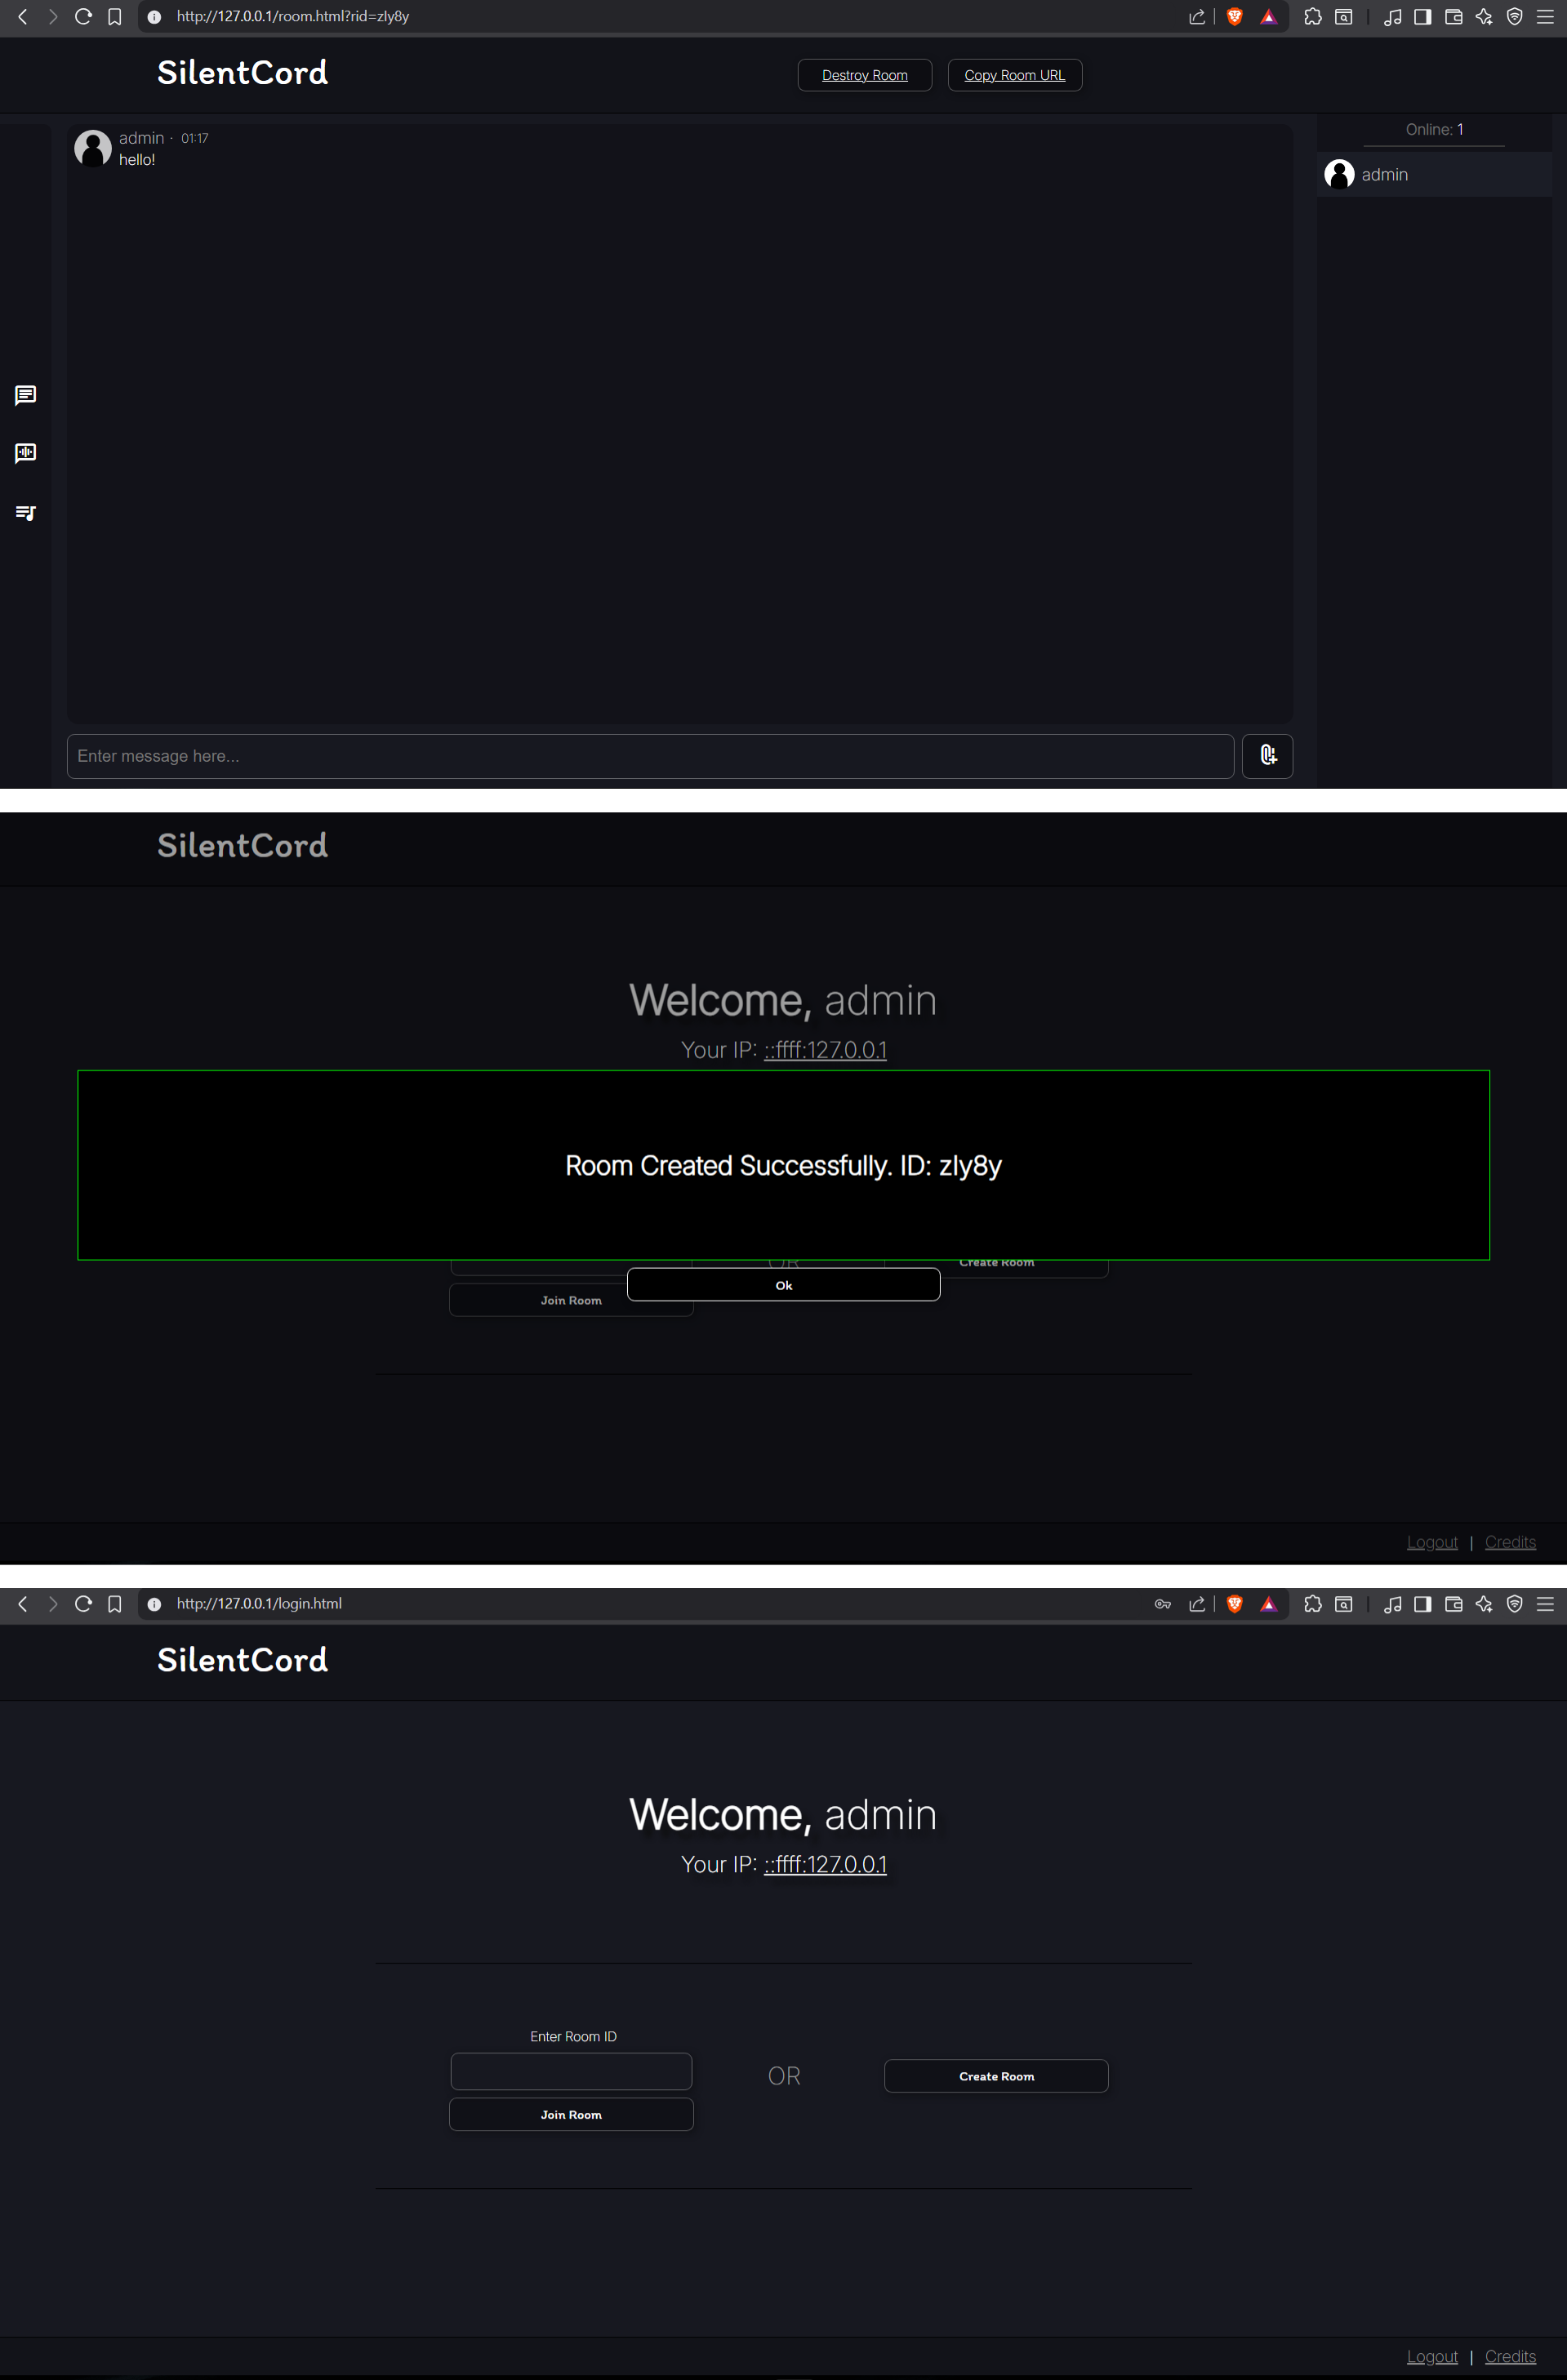 http://127.0.0.1/room.html?rid=zly8y
SilentCord
Destroy Room
Copy Room URL
admin · 01:17
hello!
Online: 1
admin
Enter message here...
SilentCord
Welcome, admin
Your IP: ::ffff:127.0.0.1
Room Created Successfully. ID: zly8y
OR
Create Room
Ok
Join Room
Logout | Credits
http://127.0.0.1/login.html
SilentCord
Welcome, admin
Your IP: ::ffff:127.0.0.1
Enter Room ID
OR
Create Room
Join Room
Logout | Credits